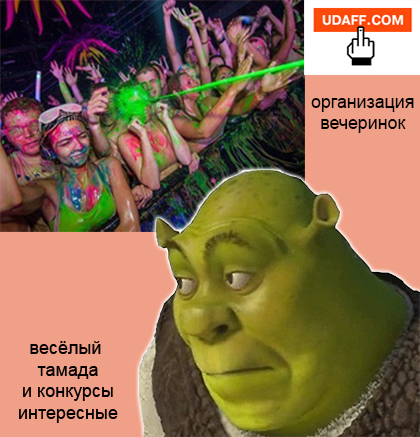 UDAFF.COM
организация
вечеринок
весёлый
тамада
и конкурсы
интересные